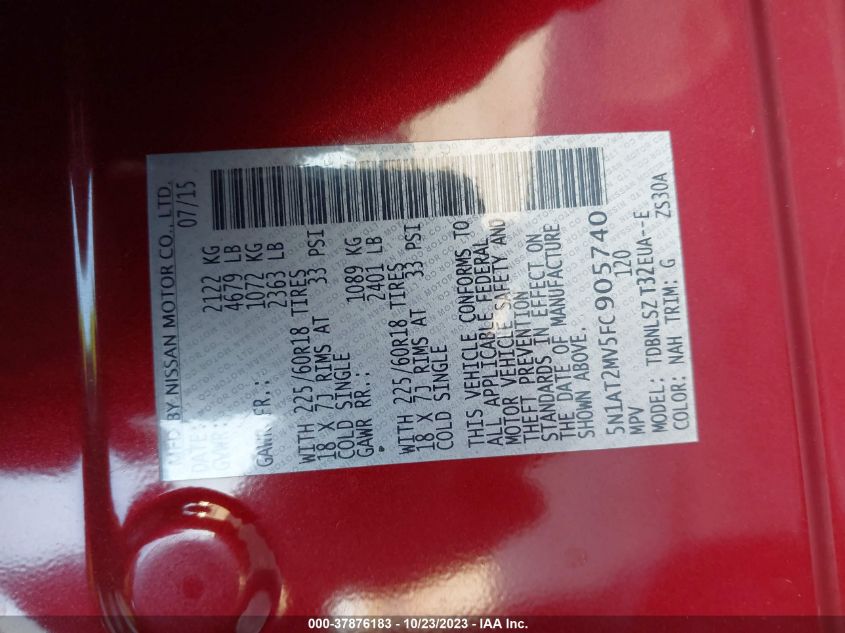 MFD BY NISSAN MOTOR CO., LTD.
DATE: 07/15
GVWR: 2122 KG
4679 LB
GAWR FR.: 1072 KG
2363 LB
WITH 225/60R18 TIRES
18 X 7J RIMS AT 33 PSI
COLD SINGLE
GAWR RR.: 1089 KG
2401 LB
WITH 225/60R18 TIRES
18 X 7J RIMS AT 33 PSI
COLD SINGLE
THIS VEHICLE CONFORMS TO
ALL APPLICABLE FEDERAL
MOTOR VEHICLE SAFETY AND
THEFT PREVENTION
STANDARDS IN EFFECT ON
THE DATE OF MANUFACTURE
SHOWN ABOVE.
5N1AT2MV5FC905740
MPV 120
MODEL: TDBNLSZ T32EUA--E
COLOR: NAH TRIM: G ZS30A
000-37876183 - 10/23/2023 - IAA Inc.